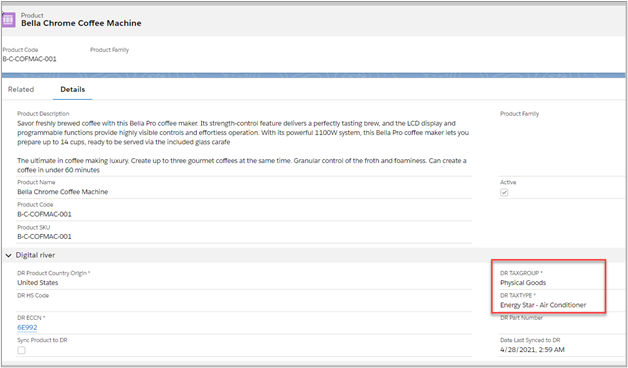 Product
Bella Chrome Coffee Machine
Product Code
Product Family
B-C-COFMAC-001
Related
Details
Product Description
Savor freshly brewed coffee with this Bella Pro coffee maker. Its strength-control feature delivers a perfectly tasting brew, and the LCD display and
programmable functions provide highly visible controls and effortless operation. With its powerful 1100W system, this Bella Pro coffee maker lets you
prepare up to 14 cups, ready to be served via the included glass carafe
The ultimate in coffee making luxury. Create up to three gourmet coffees at the same time. Granular control of the froth and foaminess. Can create a
coffee in under 60 minutes
Product Family
Product Name
Bella Chrome Coffee Machine
Active
Product Code
B-C-COFMAC-001
Product SKU
B-C-COFMAC-001
Digital river
DR Product Country Origin *
United States
DR TAXGROUP *
Physical Goods
DR HS Code
DR TAXTYPE *
Energy Star - Air Conditioner
DR ECCN *
6E992
DR Part Number
Sync Product to DR
Date Last Synced to DR
4/28/2021, 2:59 AM